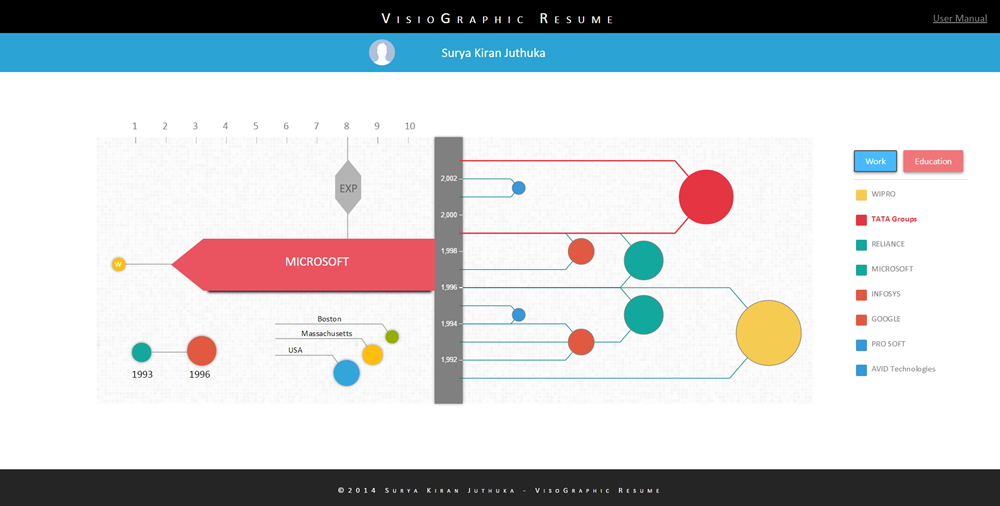 VisioGraphic Resume
User Manual
Surya Kiran Juthuka
1 2 3 4 5 6 7 8 9 10
EXP
W
MICROSOFT
Boston
Massachusetts
USA
1993
1996
2,002
2,000
1,998
1,996
1,994
1,992
Work
Education
WIPRO
TATA Groups
RELIANCE
MICROSOFT
INFOSYS
GOOGLE
PRO SOFT
AVID Technologies
©2014 Surya Kiran Juthuka - VisoGraphic Resume